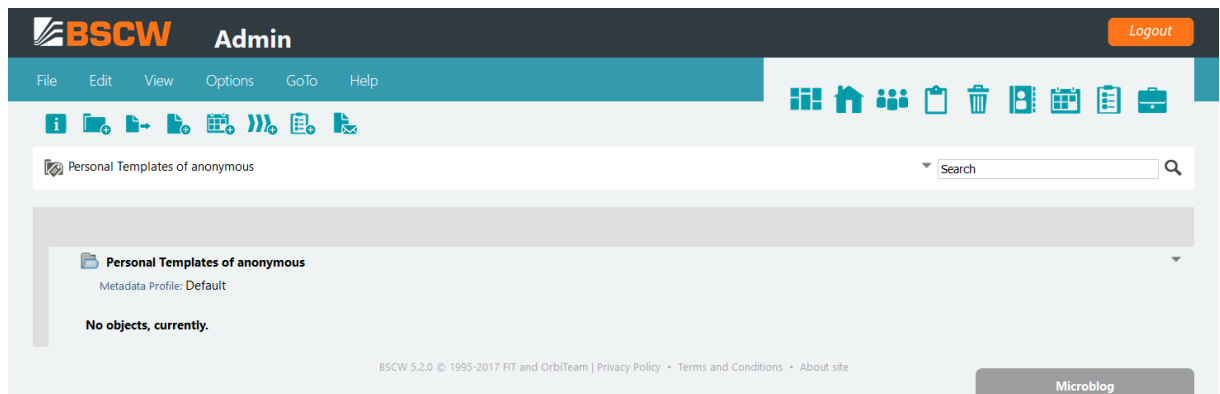 BSCW Admin Logout
File Edit View Options GoTo Help
Personal Templates of anonymous Search
Personal Templates of anonymous
Metadata Profile: Default
No objects, currently.
BSCW 5.2.0 © 1995-2017 FIT and OrbiTeam | Privacy Policy • Terms and Conditions • About site
Microblog